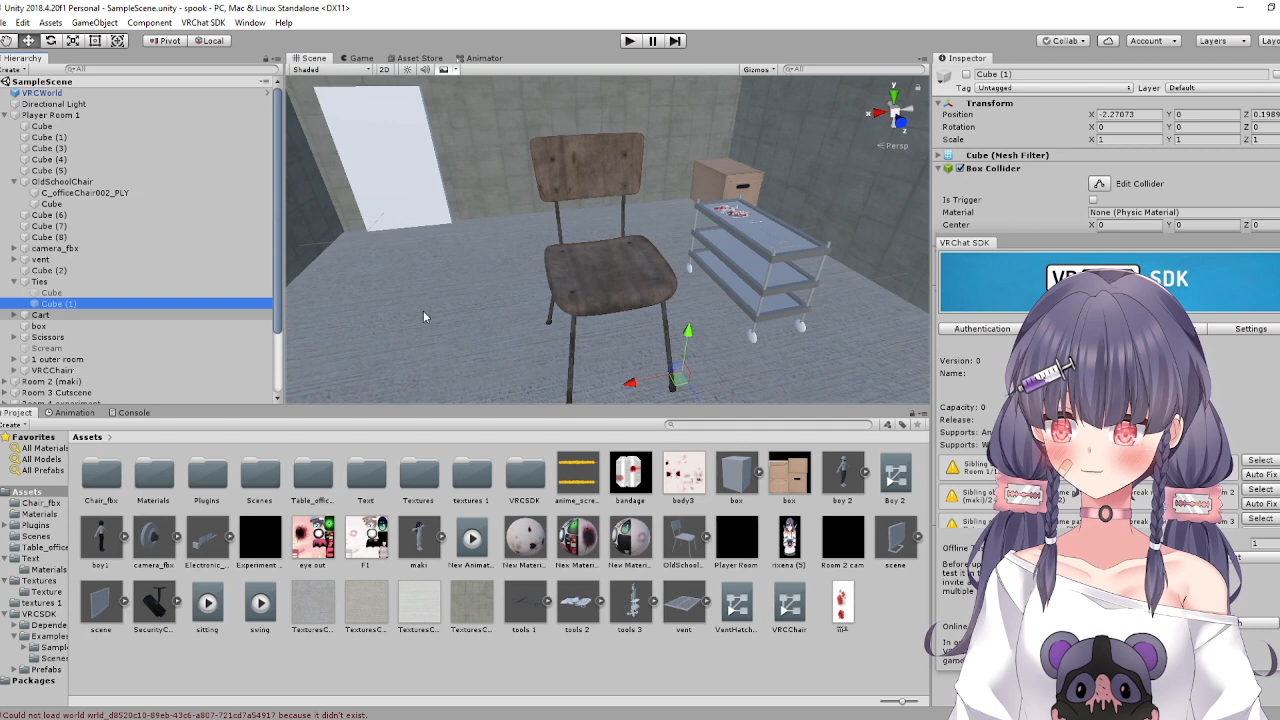 Unity 2018.4.20f1 Personal - SampleScene.unity - spook - PC, Mac & Linux Standalone <DX11>
Edit Assets GameObject Component VRChat SDK Window Help
Pivot Local Collab Account Layers
Hierarchy
All
SampleScene
VRCWorld
Directional Light
Player Room 1
Cube
Cube (1)
Cube (3)
Cube (4)
Cube (5)
OldSchoolChair
C_officeChair002_PLY
Cube
Cube (6)
Cube (7)
Cube (8)
camera_fbx
vent
Cube (2)
Ties
Cube
Cube (1)
Cart
box
Scissors
Scream
1 outer room
VRCChairr
Room 2 (maki)
Room 3 Cutscene
Scene Game Asset Store Animator
Shaded 2D Gizmos All
y
x
z
Persp
Inspector
Cube (1)
Tag Untagged Layer Default
Transform
Position X -2.27073 Y 0 Z 0.1989
Rotation X 0 Y 0 Z 0
Scale X 1 Y 1 Z 1
Cube (Mesh Filter)
Box Collider
Edit Collider
Is Trigger
Material None (Physic Material)
Center X 0 Y 0 Z 0
VRChat SDK
SDK
Authentication Settings
Version: 0
Name:
Capacity: 0
Release:
Select
Auto Fix
Select
Auto Fix
Select
1
Project Animation Console
Assets
Favorites
All Materials
All Models
All Prefabs
Assets
Chair_fbx
Materials
Plugins
Scenes
Table_office
Text
Materials
Textures
Texture
textures 1
VRCSDK
Depende
Examples
Sample
Scenes
Prefabs
Packages
Chair_fbx Materials Plugins Scenes Table_offic... Text Textures textures 1 VRCSDK anime_scre... bandage body3 box box boy 2 Boy 2
boy1 camera_fbx Electronic_... Experiment ... eye out F1 maki New Animat... New Materi... New Materi... New Materi... OldSchool... Player Room rixena (5) Room 2 cam scene
scene SecurityC... sitting swing TexturesC... TexturesC... TexturesC... TexturesC... tools 1 tools 2 tools 3 vent VentHatch... VRCChair
Could not load world wrld_d8520c10-89eb-43c6-a807-721cd7a54917 because it didn't exist.